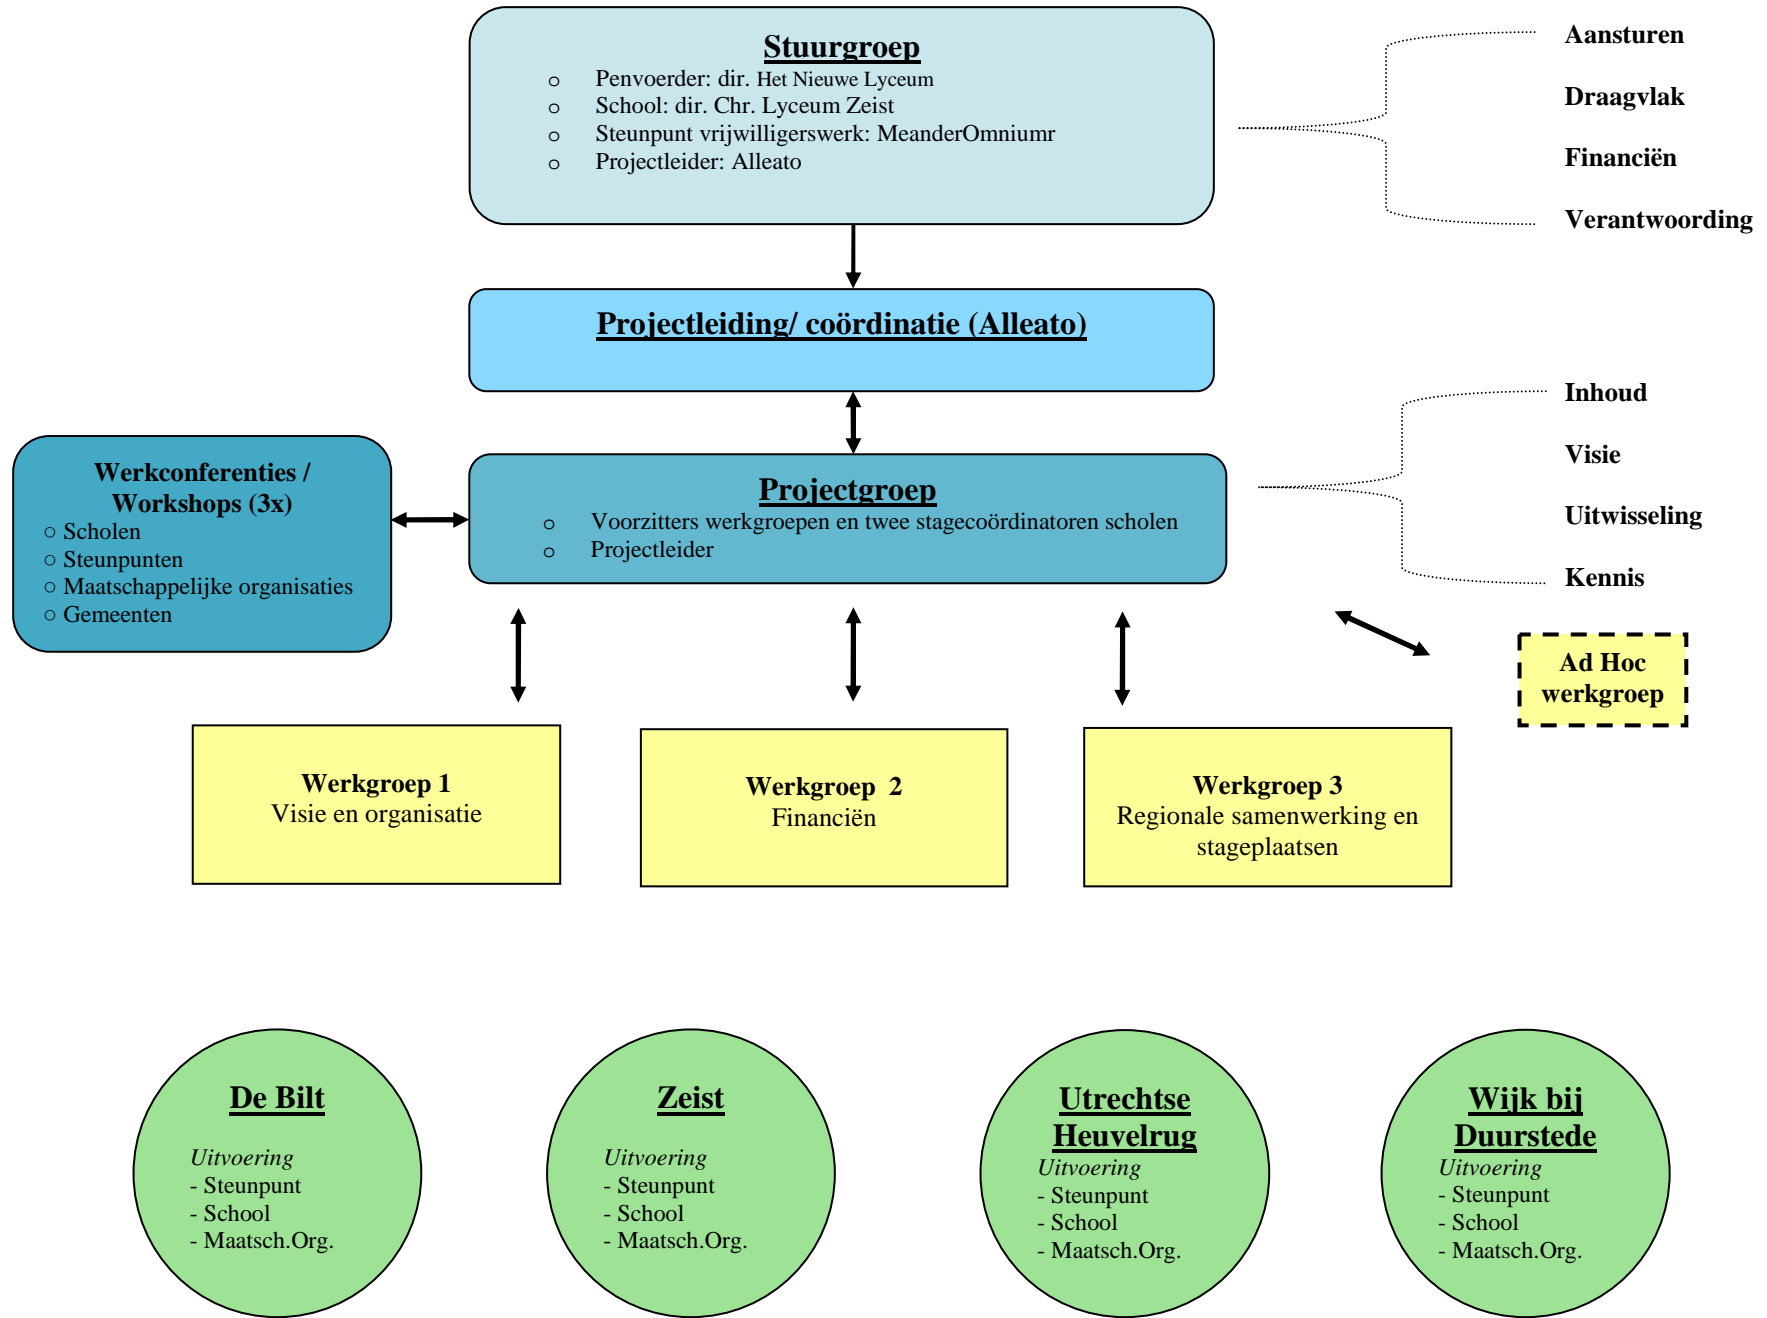 Stuurgroep
o Penvoerder: dir. Het Nieuwe Lyceum
o School: dir. Chr. Lyceum Zeist
o Steunpunt vrijwilligerswerk: MeanderOmniumr
o Projectleider: Alleato
Aansturen
Draagvlak
Financiën
Verantwoording
Projectleiding/ coördinatie (Alleato)
Werkconferenties /
Workshops (3x)
○ Scholen
○ Steunpunten
○ Maatschappelijke organisaties
○ Gemeenten
Projectgroep
o Voorzitters werkgroepen en twee stagecoördinatoren scholen
o Projectleider
Inhoud
Visie
Uitwisseling
Kennis
Ad Hoc
werkgroep
Werkgroep 1
Visie en organisatie
Werkgroep 2
Financiën
Werkgroep 3
Regionale samenwerking en
stageplaatsen
De Bilt
Uitvoering
- Steunpunt
- School
- Maatsch.Org.
Zeist
Uitvoering
- Steunpunt
- School
- Maatsch.Org.
Utrechtse
Heuvelrug
Uitvoering
- Steunpunt
- School
- Maatsch.Org.
Wijk bij
Duurstede
Uitvoering
- Steunpunt
- School
- Maatsch.Org.